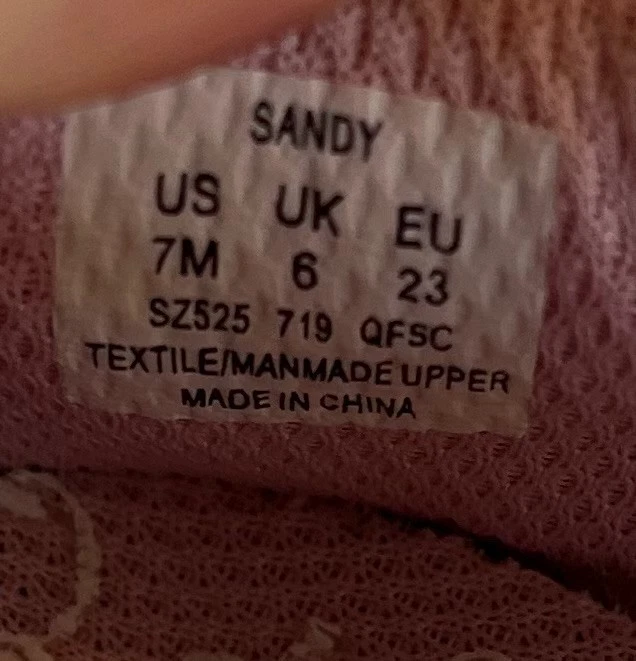 SANDY
US UK EU
7M 6 23
SZ525 719 QFSC
TEXTILE/MANMADE UPPER
MADE IN CHINA